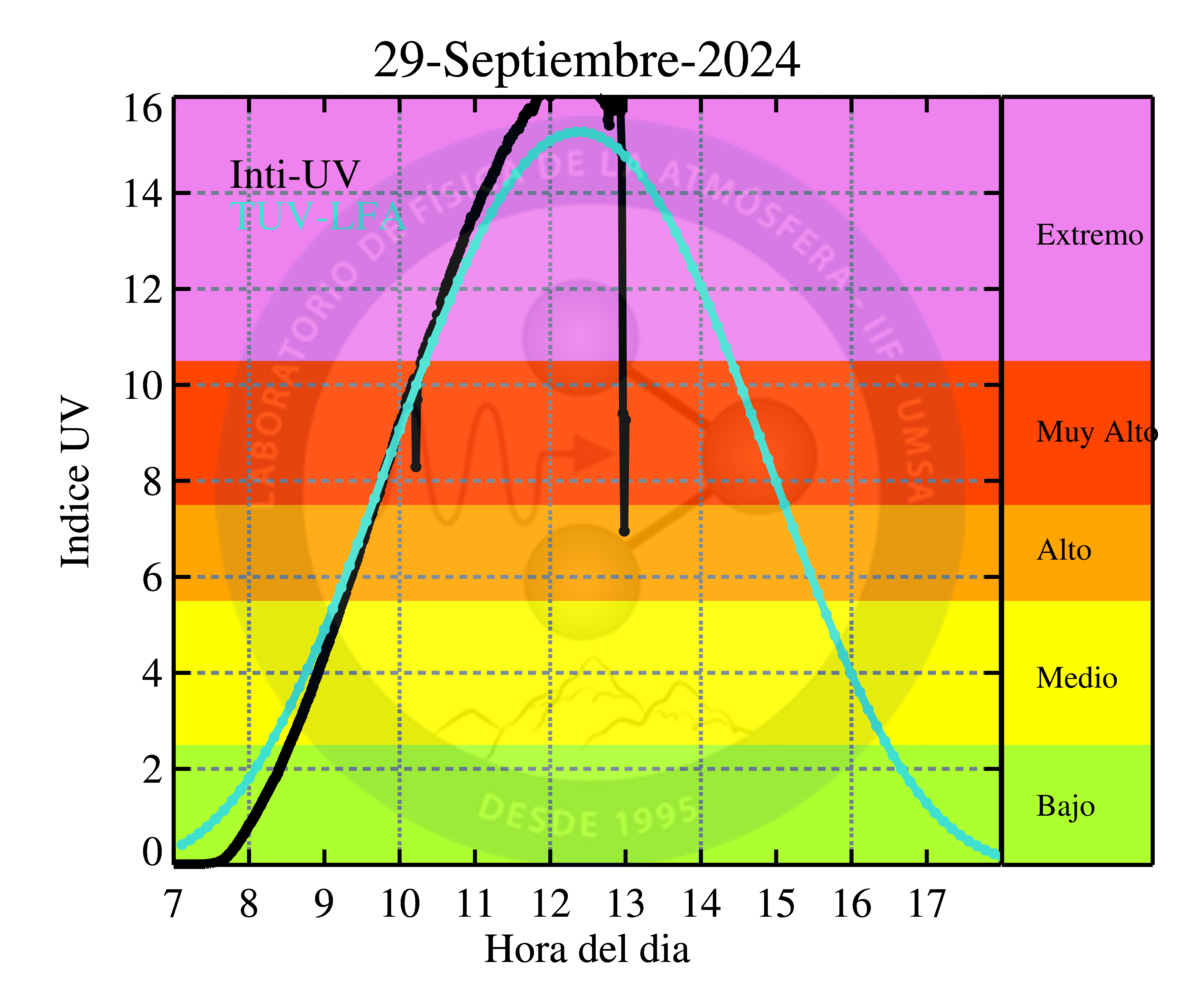 29-Septiembre-2024
Indice UV
16
14
12
10
8
6
4
2
0
Inti-UV
TUV-LFA
LABORATORIO DE FÍSICA DE LA ATMÓSFERA - IIF - UMSA
DESDE 1995
Extremo
Muy Alto
Alto
Medio
Bajo
7 8 9 10 11 12 13 14 15 16 17
Hora del dia